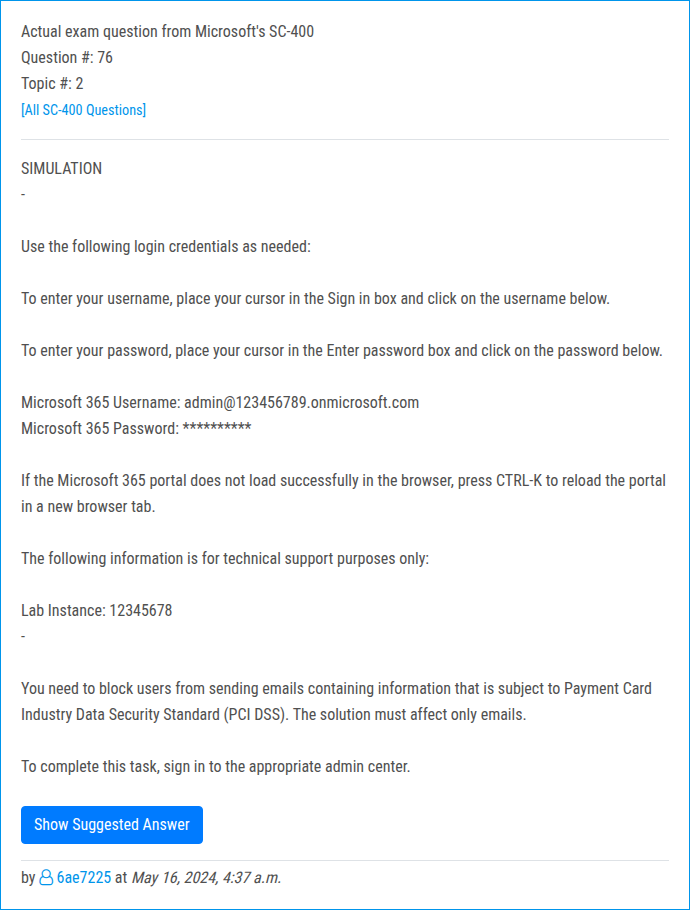 Actual exam question from Microsoft's SC-400
Question #: 76
Topic #: 2
[All SC-400 Questions]
SIMULATION
-
Use the following login credentials as needed:
To enter your username, place your cursor in the Sign in box and click on the username below.
To enter your password, place your cursor in the Enter password box and click on the password below.
Microsoft 365 Username: admin@123456789.onmicrosoft.com
Microsoft 365 Password: **********
If the Microsoft 365 portal does not load successfully in the browser, press CTRL-K to reload the portal
in a new browser tab.
The following information is for technical support purposes only:
Lab Instance: 12345678
-
You need to block users from sending emails containing information that is subject to Payment Card
Industry Data Security Standard (PCI DSS). The solution must affect only emails.
To complete this task, sign in to the appropriate admin center.
Show Suggested Answer
by 6ae7225 at May 16, 2024, 4:37 a.m.